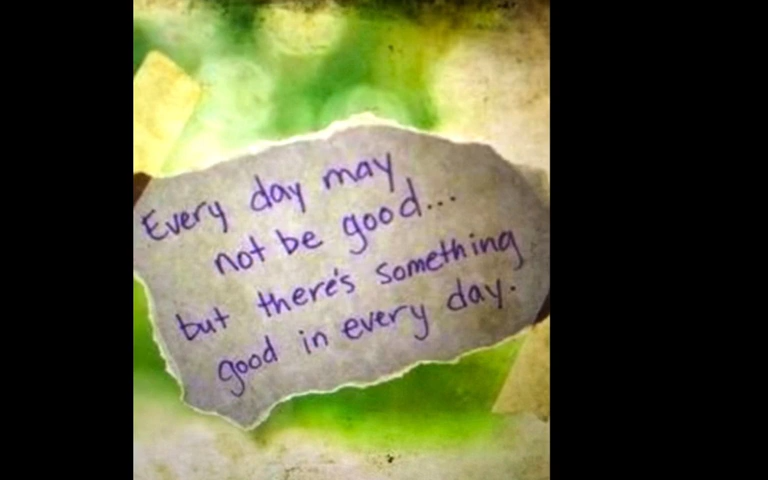 Every day may
not be good...
but there's something
good in every day.